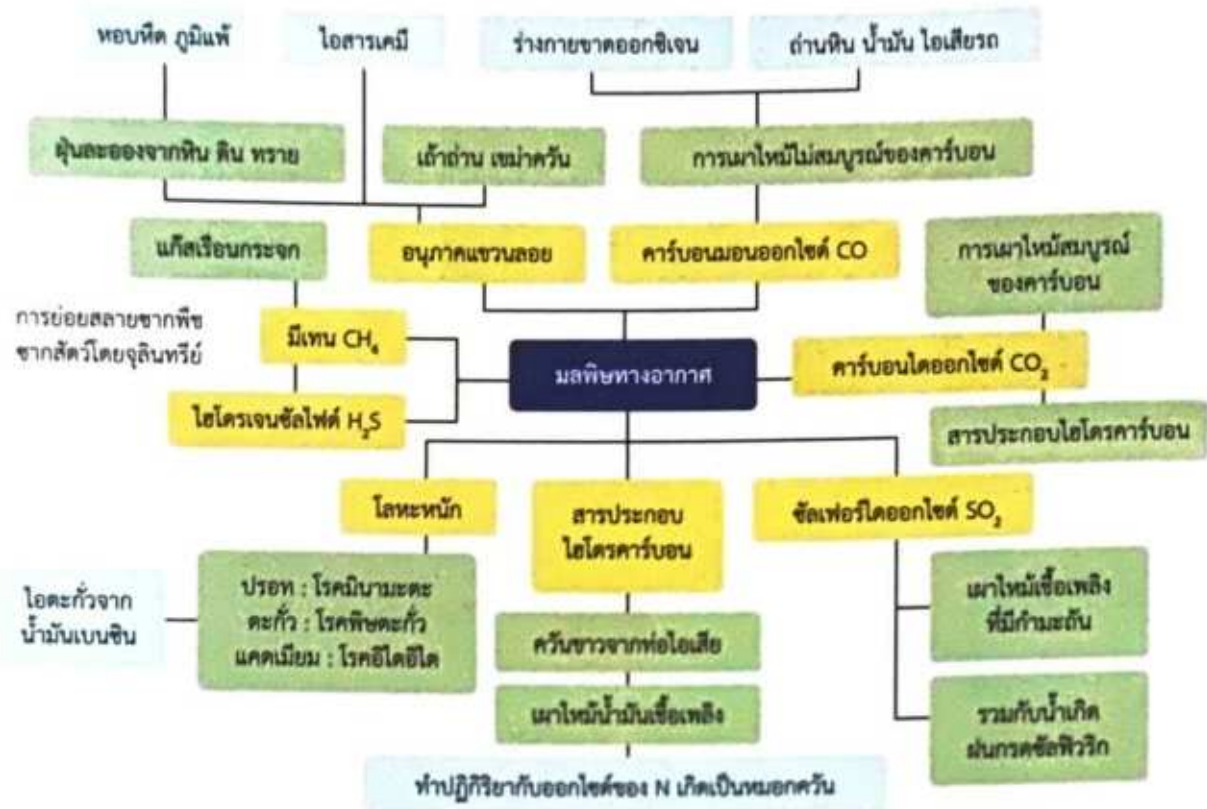 หอบหืด ภูมิแพ้
ไอสารเคมี
ร่างกายขาดออกซิเจน
ถ่านหิน น้ำมัน ไอเสียรถ
ฝุ่นละอองจากหิน ดิน ทราย
เถ้าถ่าน เขม่าควัน
การเผาไหม้ไม่สมบูรณ์ของคาร์บอน
แก๊สเรือนกระจก
อนุภาคแขวนลอย
คาร์บอนมอนออกไซด์ CO
การเผาไหม้สมบูรณ์
ของคาร์บอน
การย่อยสลายซากพืช
ซากสัตว์โดยจุลินทรีย์
มีเทน CH₄
มลพิษทางอากาศ
คาร์บอนไดออกไซด์ CO₂
ไฮโดรเจนซัลไฟด์ H₂S
สารประกอบไฮโดรคาร์บอน
โลหะหนัก
สารประกอบ
ไฮโดรคาร์บอน
ซัลเฟอร์ไดออกไซด์ SO₂
ไอตะกั่วจาก
น้ำมันเบนซิน
ปรอท : โรคมินามะตะ
ตะกั่ว : โรคพิษตะกั่ว
แคดเมียม : โรคอิไตอิไต
ควันขาวจากท่อไอเสีย
เผาไหม้น้ำมันเชื้อเพลิง
เผาไหม้เชื้อเพลิง
ที่มีกำมะถัน
รวมกับน้ำเกิด
ฝนกรดซัลฟิวริก
ทำปฏิกิริยากับออกไซด์ของ N เกิดเป็นหมอกควัน